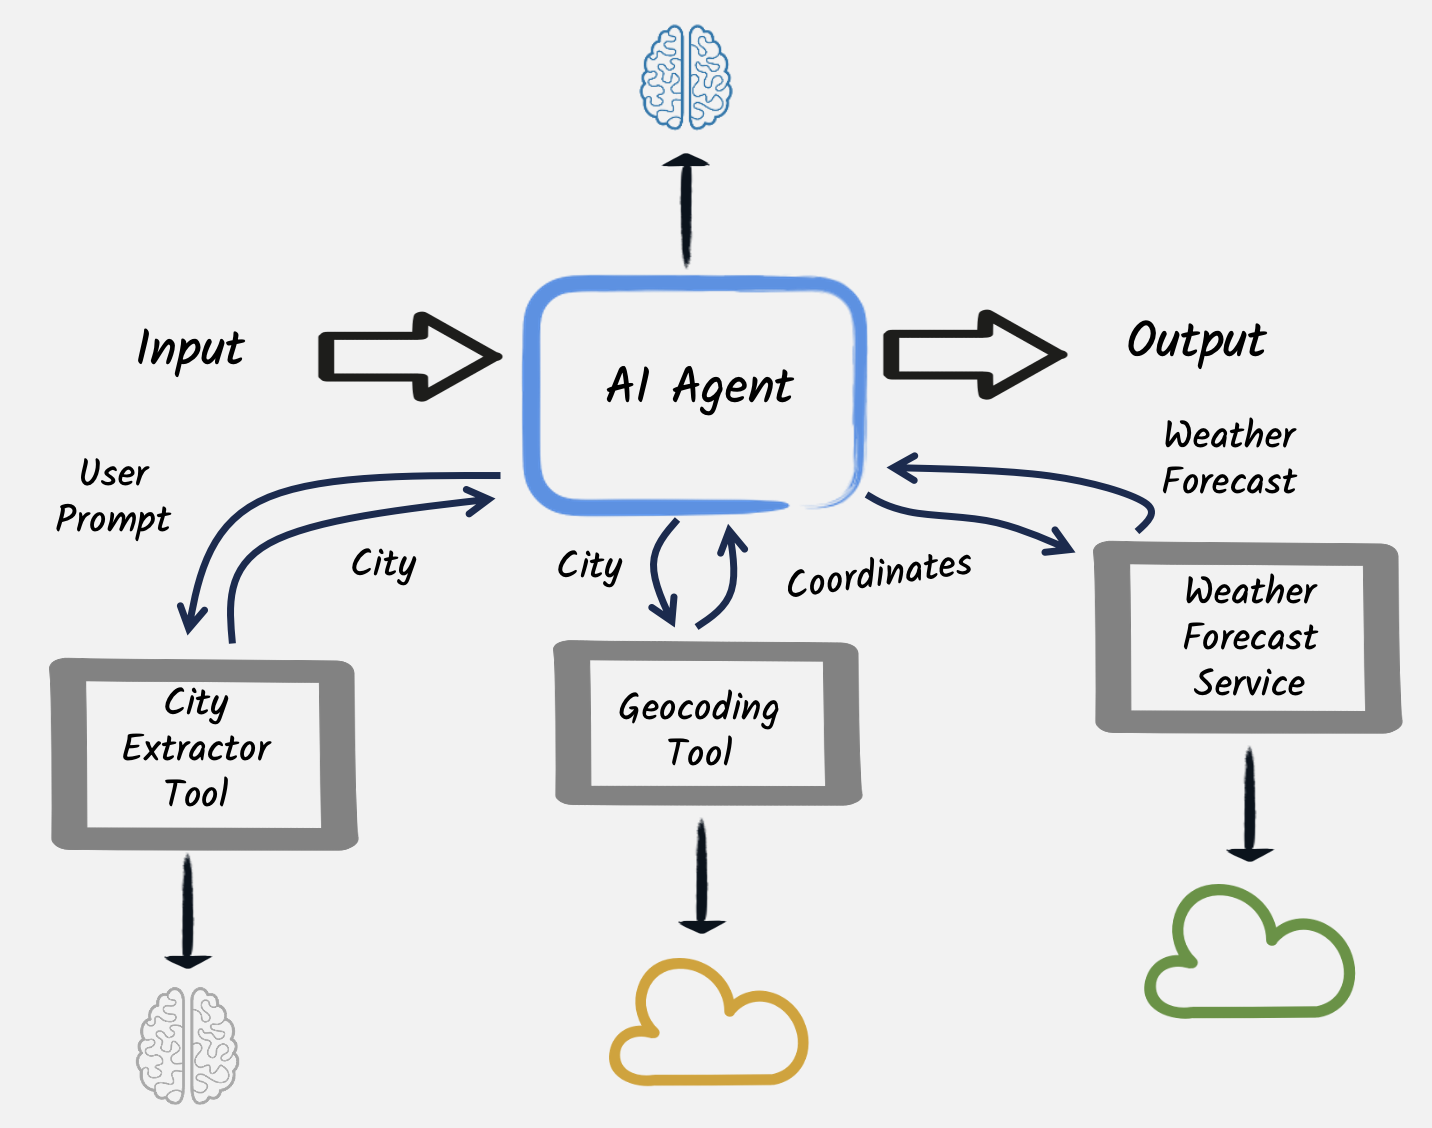 Input
AI Agent
Output
User
Prompt
City
City
Coordinates
Weather
Forecast
City
Extractor
Tool
Geocoding
Tool
Weather
Forecast
Service